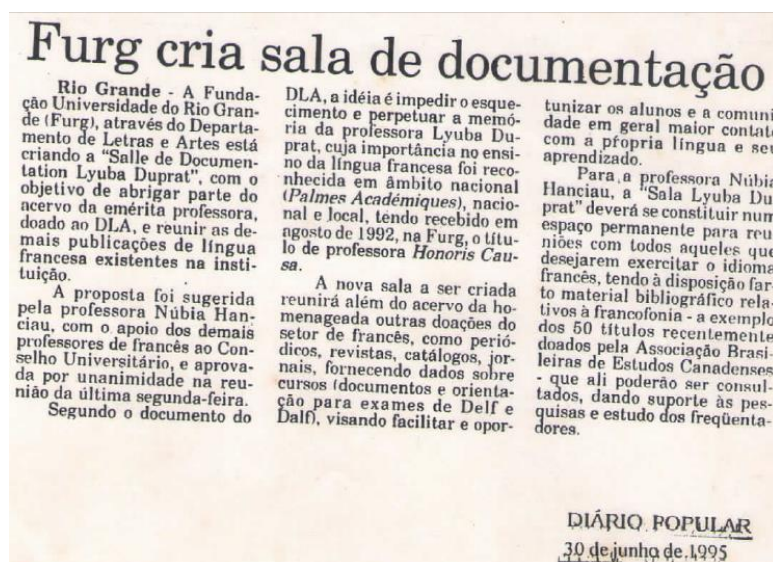 Furg cria sala de documentação
Rio Grande - A Funda-
ção Universidade do Rio Gran-
de (Furg), através do Departa-
mento de Letras e Artes está
criando a "Salle de Documen-
tation Lyuba Duprat", com o
objetivo de abrigar parte do
acervo da emérita professora,
doado ao DLA, e reunir as de-
mais publicações de língua
francesa existentes na insti-
tuição.
A proposta foi sugerida
pela professora Núbia Han-
ciau, com o apoio dos demais
professores de francês ao Con-
selho Universitário, e aprova-
da por unanimidade na reu-
nião da última segunda-feira.
Segundo o documento do
DLA, a idéia é impedir o esque-
cimento e perpetuar a memó-
ria da professora Lyuba Du-
prat, cuja importância no ensi-
no da língua francesa foi reco-
nhecida em âmbito nacional
(Palmes Académiques), nacio-
nal e local, tendo recebido em
agosto de 1992, na Furg, o títu-
lo de professora Honoris Cau-
sa.
A nova sala a ser criada
reunirá além do acervo da ho-
menageada outras doações do
setor de francês, como perió-
dicos, revistas, catálogos, jor-
nais, fornecendo dados sobre
cursos (documentos e orienta-
ção para exames de Delf e
Dalf), visando facilitar e opor-
tunizar os alunos e a comuni
dade em geral maior contato
com a própria língua e seu
aprendizado.
Para a professora Núbia
Hanciau, a "Sala Lyuba Du
prat" deverá se constituir num
espaço permanente para reu
niões com todos aqueles que
desejarem exercitar o idioma
francês, tendo à disposição far-
to material bibliográfico rela-
tivos à francofonia - a exemplo
dos 50 títulos recentemente
doados pela Associação Brasi-
leiras de Estudos Canadenses
- que ali poderão ser consul-
tados, dando suporte às pes-
quisas e estudo dos freqüenta-
dores.
DIÁRIO POPULAR
30 de junho de 1995